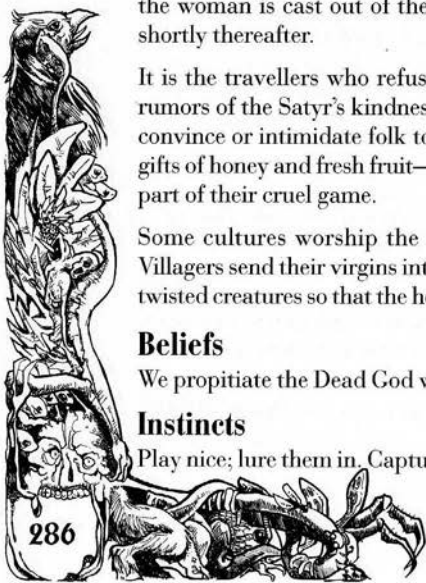 the woman is cast out of the
shortly thereafter.
It is the travellers who refus
rumors of the Satyr's kindnes
convince or intimidate folk to
gifts of honey and fresh fruit—
part of their cruel game.
Some cultures worship the
Villagers send their virgins int
twisted creatures so that the h
Beliefs
We propitiate the Dead God w
Instincts
Play nice; lure them in. Captu
286